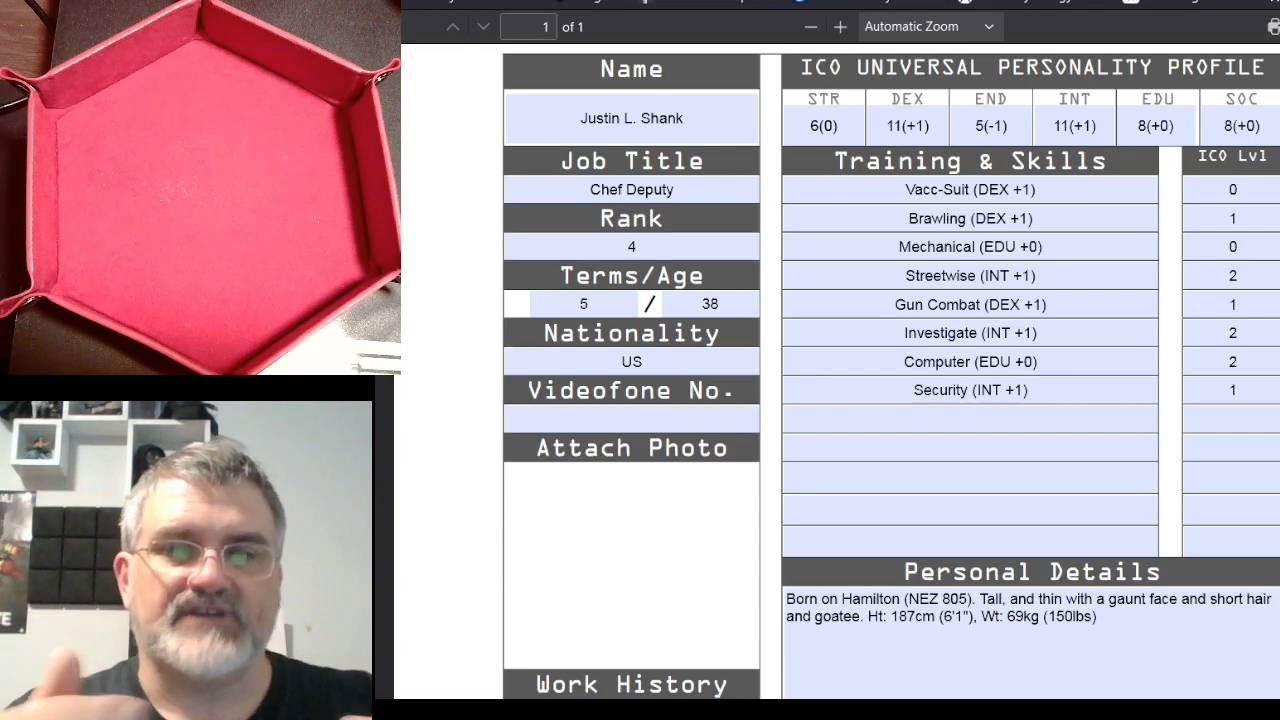 1 of 1
Automatic Zoom
Name
Justin L. Shank
Job Title
Chef Deputy
Rank
4
Terms/Age
5 / 38
Nationality
US
Videofone No.
Attach Photo
Work History
ICO UNIVERSAL PERSONALITY PROFILE
STR DEX END INT EDU SOC
6(0) 11(+1) 5(-1) 11(+1) 8(+0) 8(+0)
Training & Skills ICO Lvl
Vacc-Suit (DEX +1) 0
Brawling (DEX +1) 1
Mechanical (EDU +0) 0
Streetwise (INT +1) 2
Gun Combat (DEX +1) 1
Investigate (INT +1) 2
Computer (EDU +0) 2
Security (INT +1) 1
Personal Details
Born on Hamilton (NEZ 805). Tall, and thin with a gaunt face and short hair
and goatee. Ht: 187cm (6'1"), Wt: 69kg (150lbs)